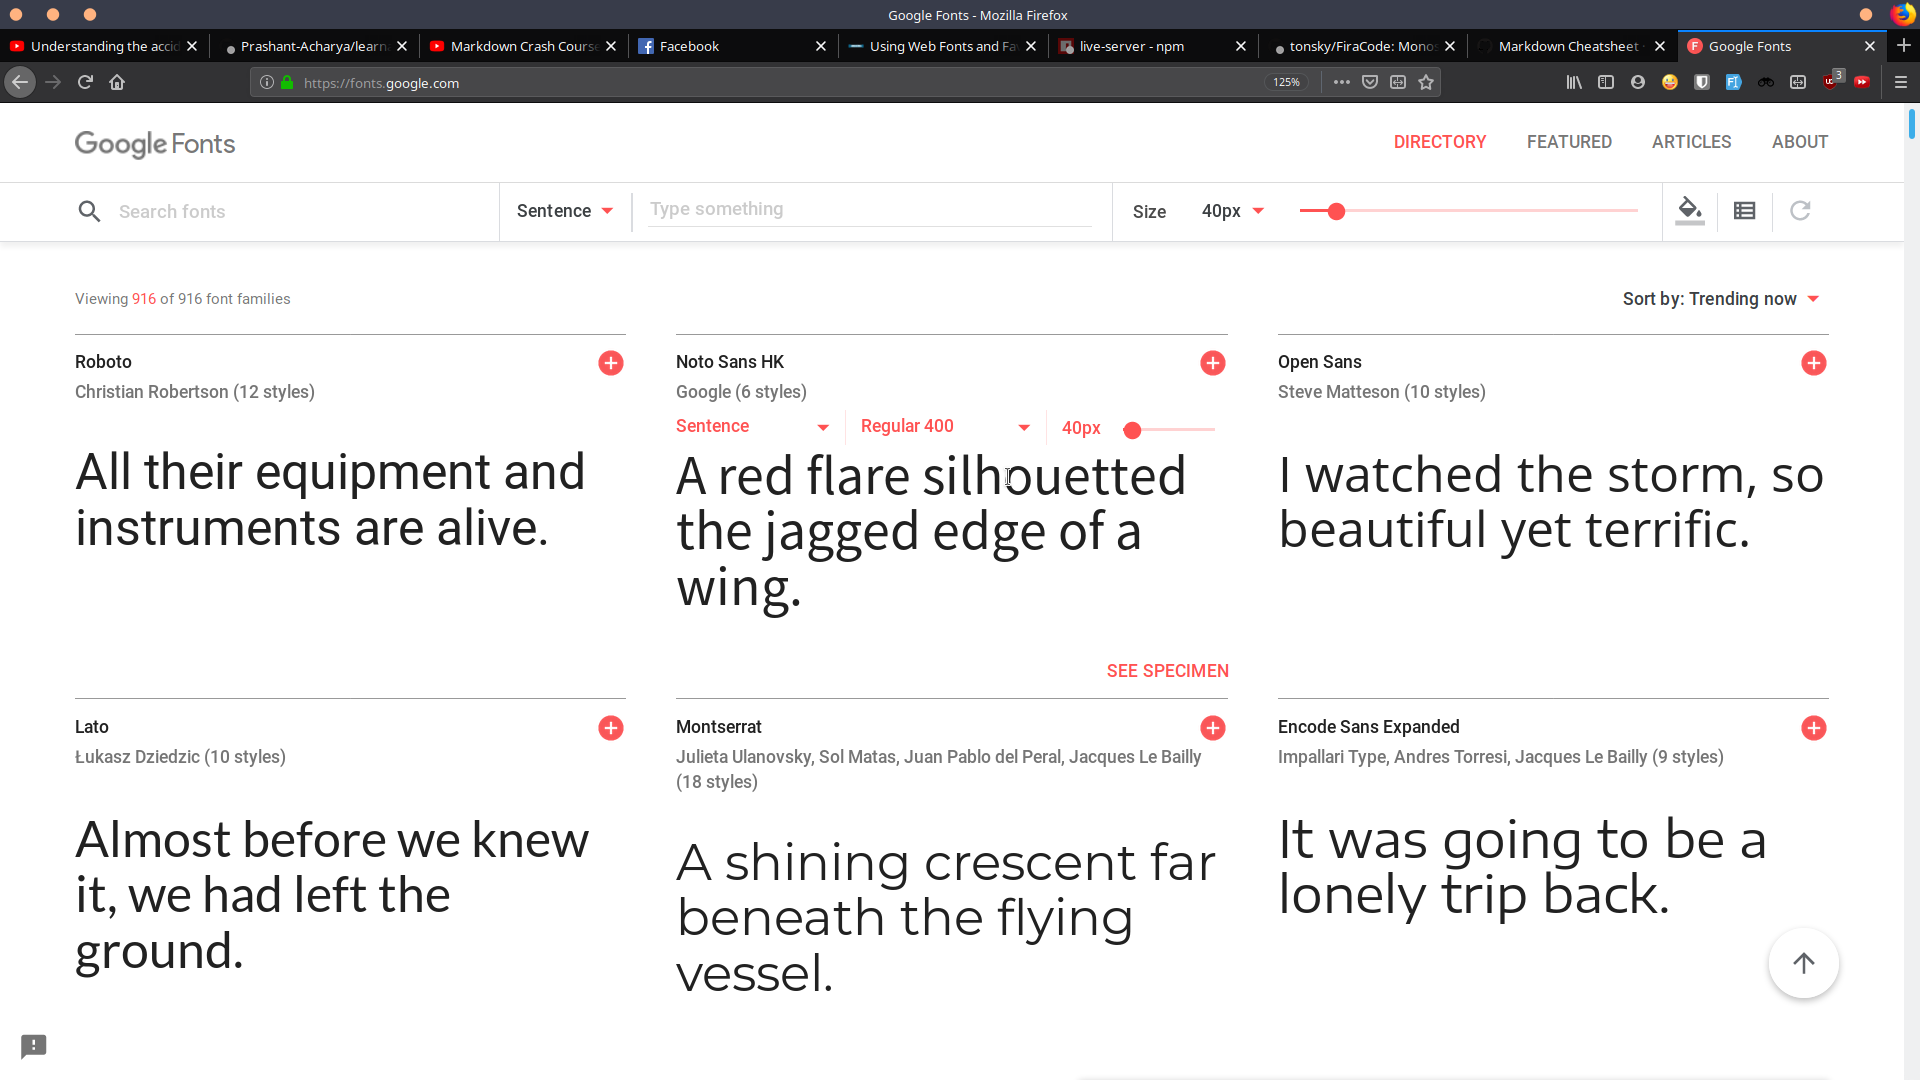 Google Fonts - Mozilla Firefox
Understanding the accid
Prashant-Acharya/learn
Markdown Crash Course
Facebook
Using Web Fonts and Fa
live-server - npm
tonsky/FiraCode: Mono
Markdown Cheatsheet
Google Fonts
https://fonts.google.com
125%
3
Google Fonts
DIRECTORY FEATURED ARTICLES ABOUT
Search fonts
Sentence
Type something
Size 40px
Viewing 916 of 916 font families
Sort by: Trending now
Roboto
Christian Robertson (12 styles)
All their equipment and
instruments are alive.
Noto Sans HK
Google (6 styles)
Sentence Regular 400 40px
A red flare silhouetted
the jagged edge of a
wing.
SEE SPECIMEN
Open Sans
Steve Matteson (10 styles)
I watched the storm, so
beautiful yet terrific.
Lato
Łukasz Dziedzic (10 styles)
Almost before we knew
it, we had left the
ground.
Montserrat
Julieta Ulanovsky, Sol Matas, Juan Pablo del Peral, Jacques Le Bailly
(18 styles)
A shining crescent far
beneath the flying
vessel.
Encode Sans Expanded
Impallari Type, Andres Torresi, Jacques Le Bailly (9 styles)
It was going to be a
lonely trip back.